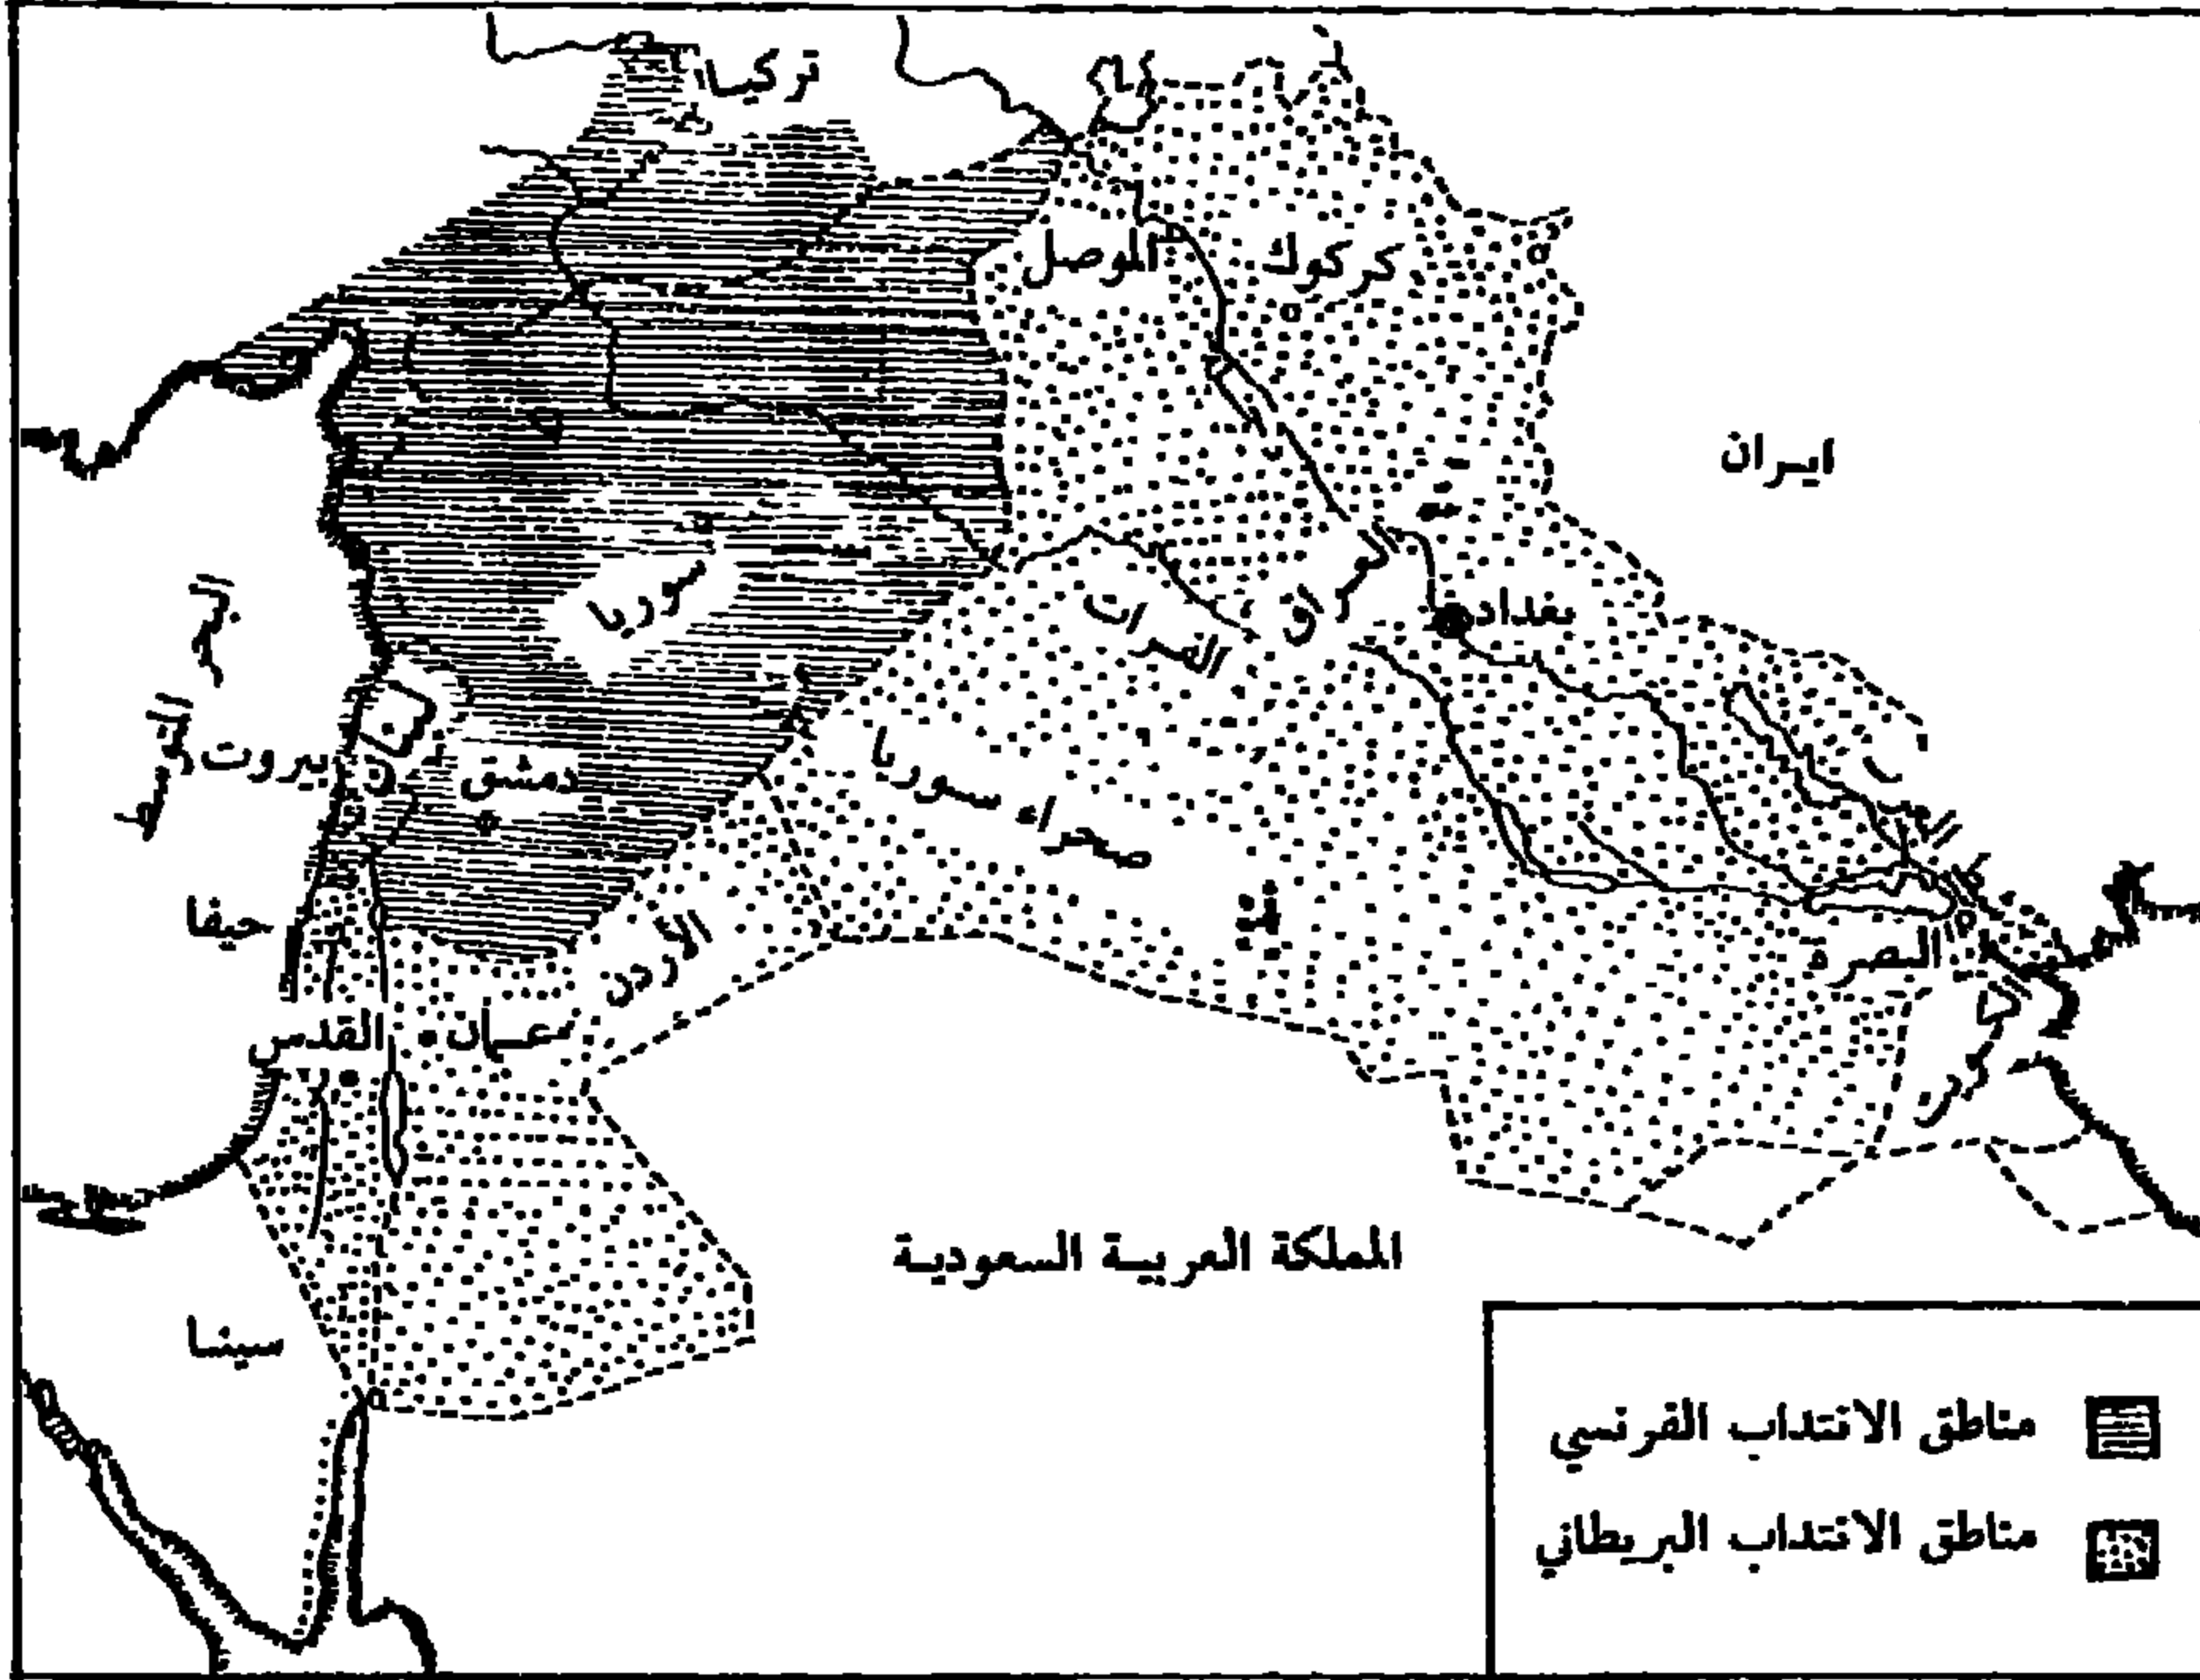 تركيا
الموصل
كركوك
ايران
سوريا
الفرات
العراق
بغداد
البحر
المتوسط
بيروت
دمشق
صحراء سوريا
حيفا
الأردن
البصرة
القدس
عمان
الكويت
المملكة العربية السعودية
سينا
مناطق الانتداب الفرنسي
مناطق الانتداب البريطاني